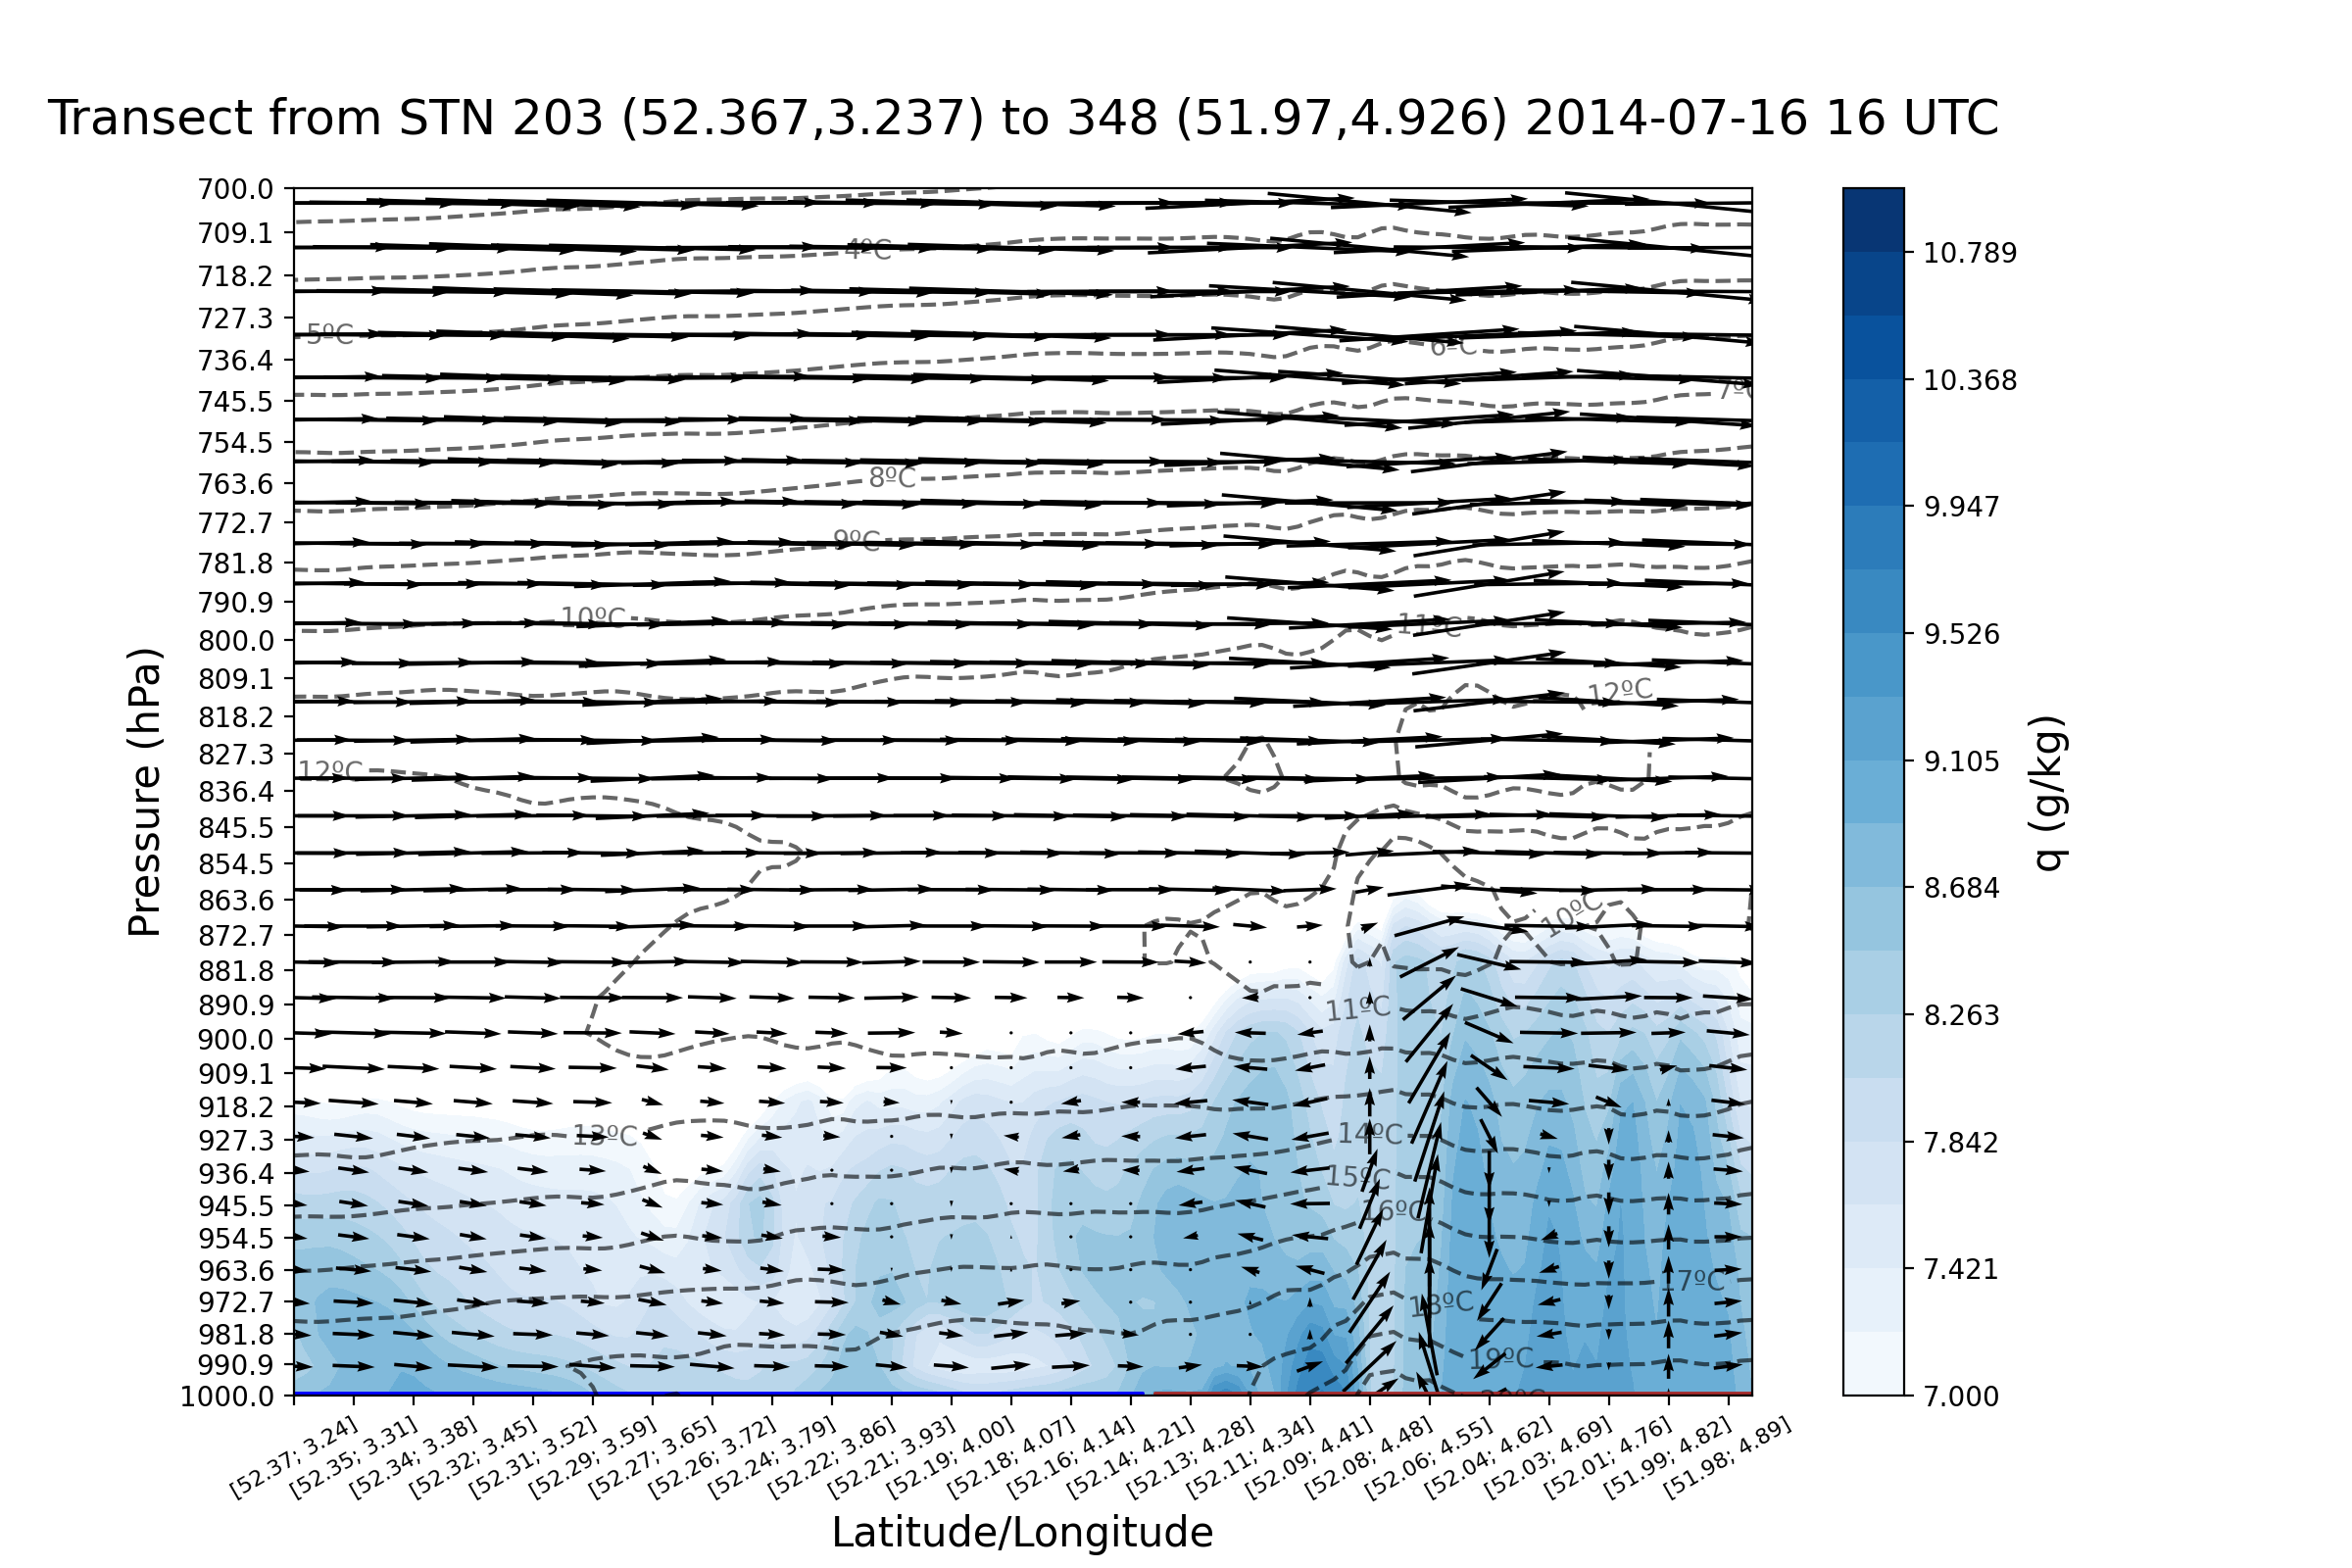 Transect from STN 203 (52.367,3.237) to 348 (51.97,4.926) 2014-07-16 16 UTC
700.0
709.1
718.2
727.3
736.4
745.5
754.5
763.6
772.7
781.8
790.9
800.0
809.1
818.2
827.3
836.4
845.5
854.5
863.6
872.7
881.8
890.9
900.0
909.1
918.2
927.3
936.4
945.5
954.5
963.6
972.7
981.8
990.9
1000.0
Pressure (hPa)
4ºC
5ºC
6ºC
7ºC
8ºC
9ºC
10ºC
11ºC
12ºC
12ºC
10ºC
11ºC
13ºC
14ºC
15ºC
16ºC
17ºC
18ºC
19ºC
20ºC
[52.37; 3.24]
[52.35; 3.31]
[52.34; 3.38]
[52.32; 3.45]
[52.31; 3.52]
[52.29; 3.59]
[52.27; 3.65]
[52.26; 3.72]
[52.24; 3.79]
[52.22; 3.86]
[52.21; 3.93]
[52.19; 4.00]
[52.18; 4.07]
[52.16; 4.14]
[52.14; 4.21]
[52.13; 4.28]
[52.11; 4.34]
[52.09; 4.41]
[52.08; 4.48]
[52.06; 4.55]
[52.04; 4.62]
[52.03; 4.69]
[52.01; 4.76]
[51.99; 4.82]
[51.98; 4.89]
Latitude/Longitude
10.789
10.368
9.947
9.526
9.105
8.684
8.263
7.842
7.421
7.000
q (g/kg)